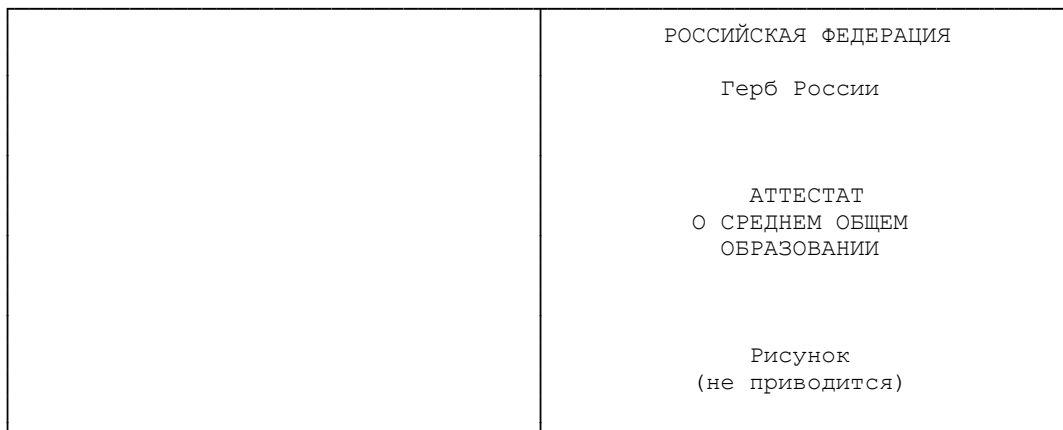 РОССИЙСКАЯ ФЕДЕРАЦИЯ
Герб России
АТТЕСТАТ
О СРЕДНЕМ ОБЩЕМ
ОБРАЗОВАНИИ
Рисунок
(не приводится)